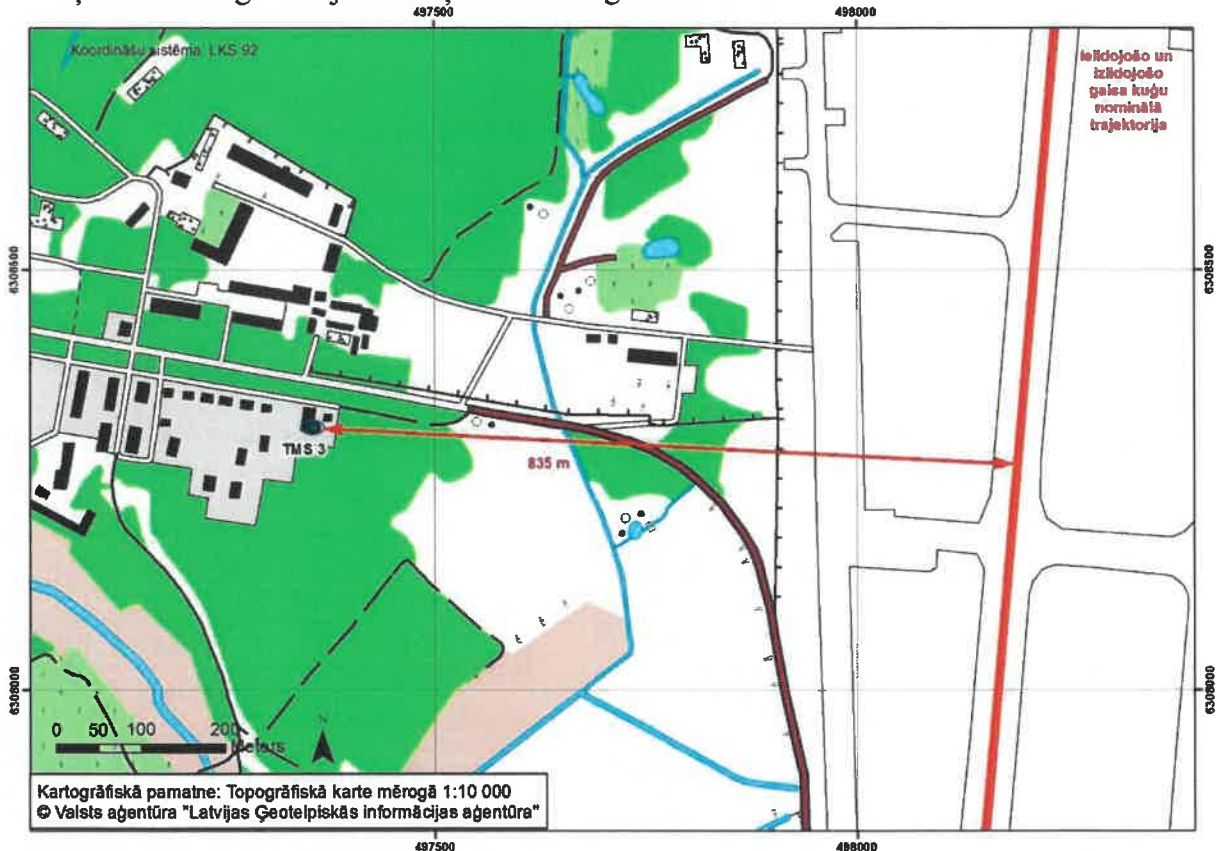 497500
498000
Koordinātu sistēma: LKS 92
Ielidojošo un
izlidojošo
gaisa kuģu
nominālā
trajektorija
6308500
6308500
TMS 3
835 m
6308000
6308000
0 50 100 200
Meters
N
Kartogrāfiskā pamatne: Topogrāfiskā karte mērogā 1:10 000
© Valsts aģentūra "Latvijas Ģeotelpiskās informācijas aģentūra"
497500
498000